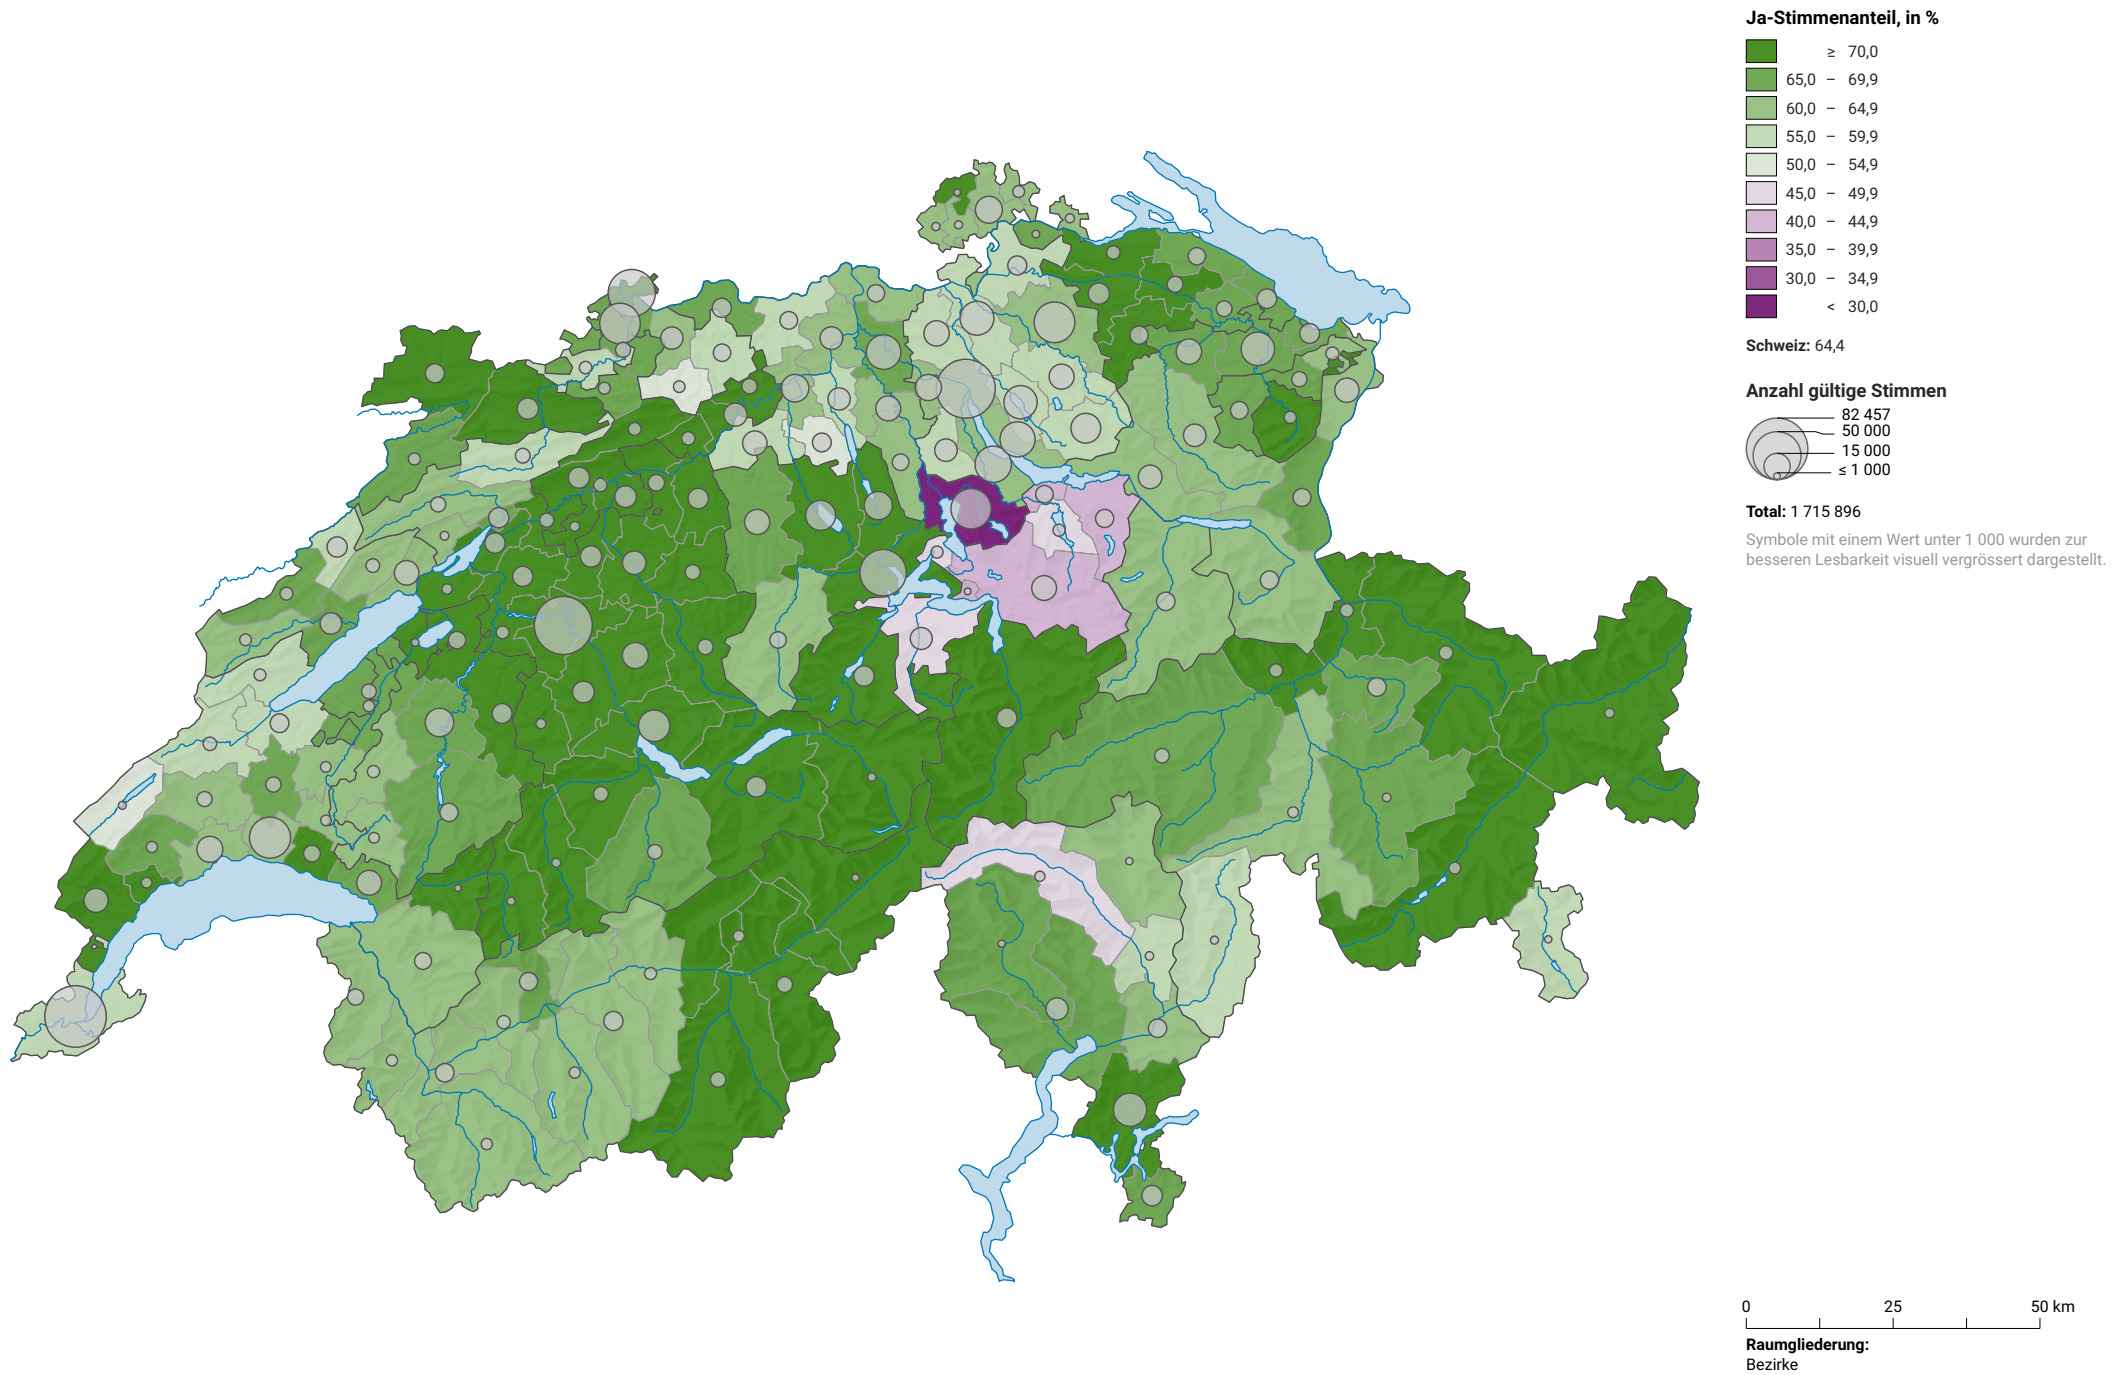 Ja-Stimmenanteil, in %
≥ 70,0
65,0 – 69,9
60,0 – 64,9
55,0 – 59,9
50,0 – 54,9
45,0 – 49,9
40,0 – 44,9
35,0 – 39,9
30,0 – 34,9
< 30,0
Schweiz: 64,4
Anzahl gültige Stimmen
82 457
50 000
15 000
≤ 1 000
Total: 1 715 896
Symbole mit einem Wert unter 1 000 wurden zur
besseren Lesbarkeit visuell vergrössert dargestellt.
0 25 50 km
Raumgliederung:
Bezirke